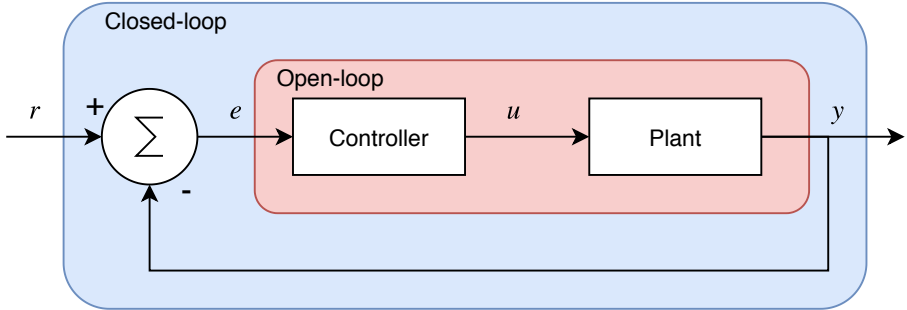 Closed-loop
Open-loop
r
+
∑
-
e
Controller
u
Plant
y